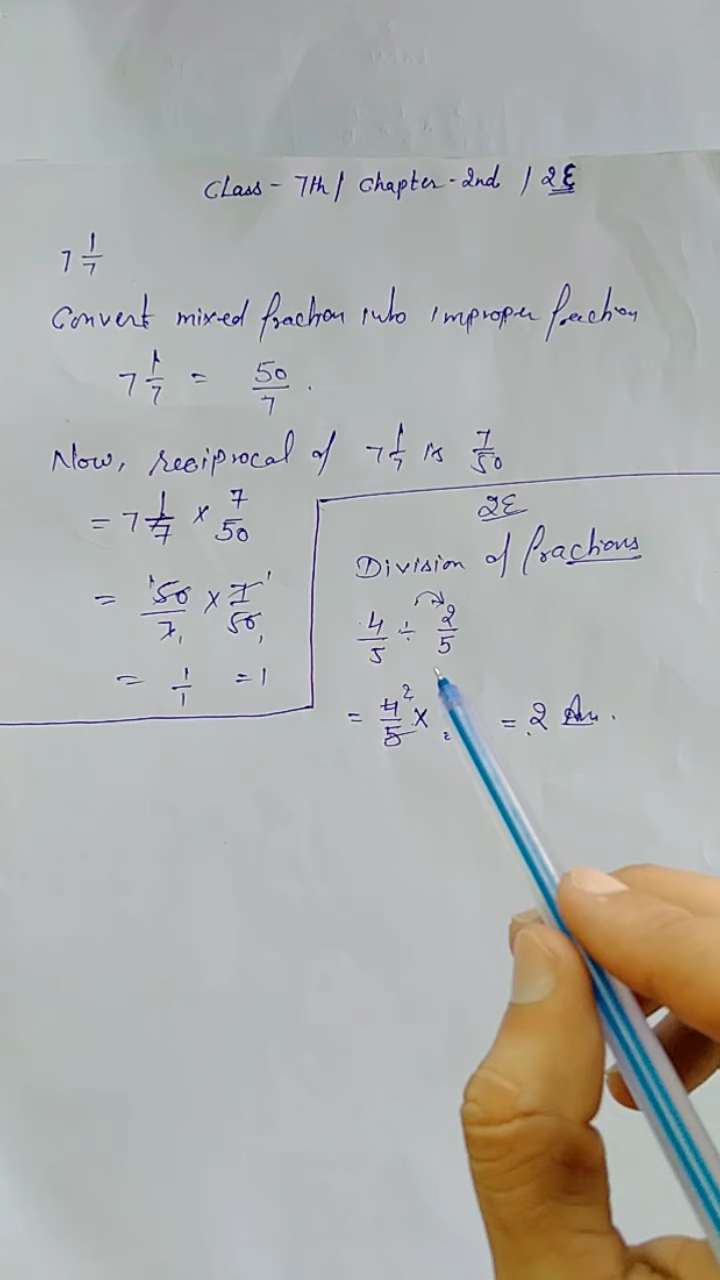 Class - 7th / Chapter - 2nd / 2E
7 1/7
Convert mixed fraction into improper fraction
7 1/7 = 50/7 .
Now, reciprocal of 7 1/7 is 7/50
= 7 1/7 × 7/50
= 50/7 × 7/50
= 1/1 = 1
2E
Division of fractions
4/5 ÷ 2/5
= 4/5 × = 2 Ans.